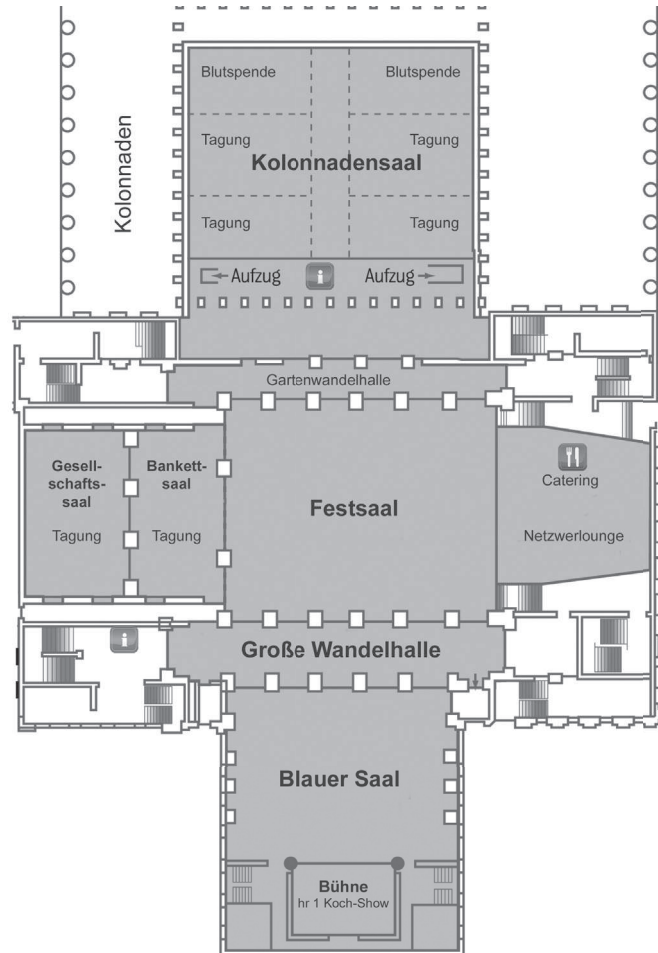 Blutspende Blutspende
Kolonnaden
Tagung Tagung
Kolonnadensaal
Tagung Tagung
Aufzug i Aufzug
Gartenwandelhalle
Gesell-
schafts-
saal
Tagung
Bankett-
saal
Tagung
Festsaal
Catering
Netzwerlounge
i
Große Wandelhalle
Blauer Saal
Bühne
hr 1 Koch-Show